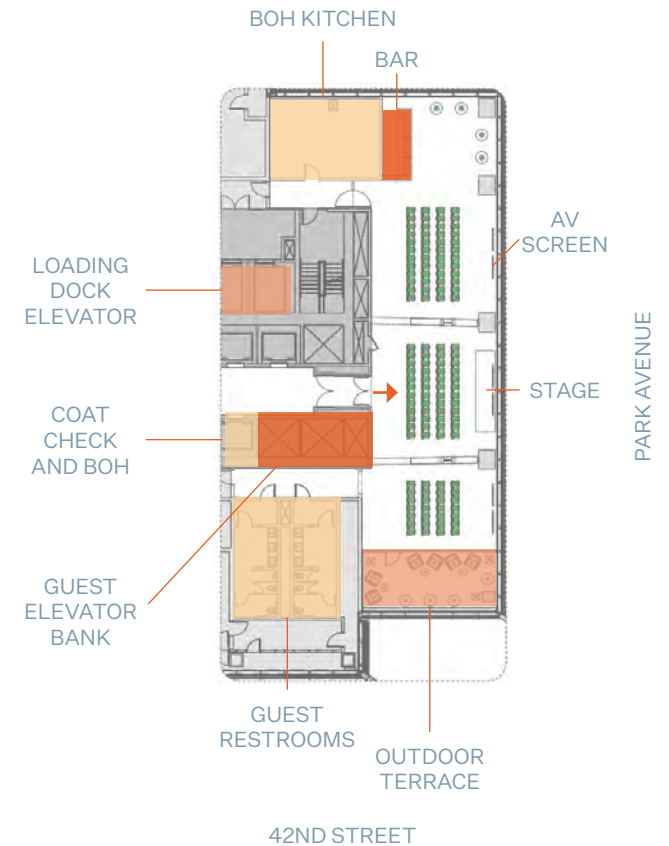 BOH KITCHEN
BAR
AV
SCREEN
LOADING
DOCK
ELEVATOR
PARK AVENUE
STAGE
COAT
CHECK
AND BOH
GUEST
ELEVATOR
BANK
GUEST
RESTROOMS
OUTDOOR
TERRACE
42ND STREET